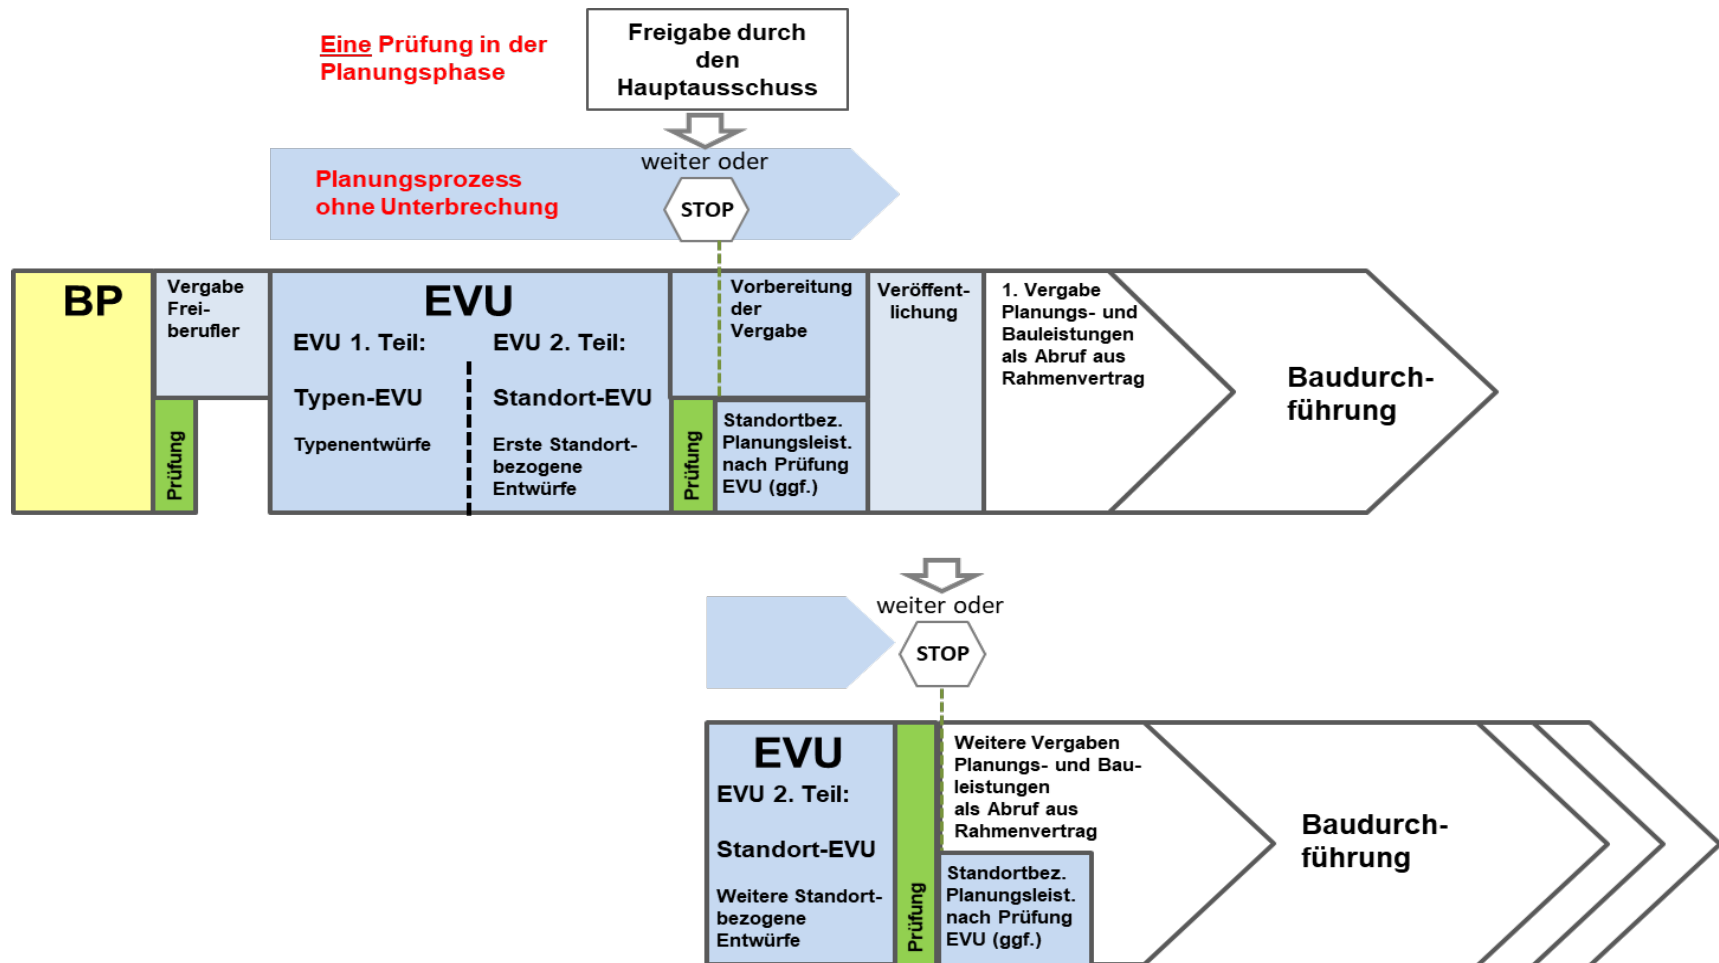 Eine Prüfung in der
Planungsphase
Freigabe durch
den
Hauptausschuss
weiter oder
STOP
Planungsprozess
ohne Unterbrechung
BP
Vergabe
Frei-
berufler
Prüfung
EVU
EVU 1. Teil:
Typen-EVU
Typenentwürfe
EVU 2. Teil:
Standort-EVU
Erste Standort-
bezogene
Entwürfe
Prüfung
Vorbereitung
der
Vergabe
Standortbez.
Planungsleist.
nach Prüfung
EVU (ggf.)
Veröffent-
lichung
1. Vergabe
Planungs- und
Bauleistungen
als Abruf aus
Rahmenvertrag
Baudurch-
führung
weiter oder
STOP
EVU
EVU 2. Teil:
Standort-EVU
Weitere Standort-
bezogene
Entwürfe
Prüfung
Weitere Vergaben
Planungs- und Bau-
leistungen
als Abruf aus
Rahmenvertrag
Standortbez.
Planungsleist.
nach Prüfung
EVU (ggf.)
Baudurch-
führung